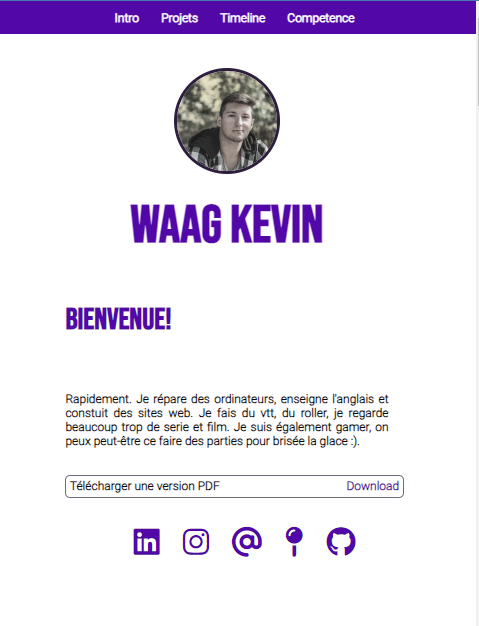 Intro Projets Timeline Competence
WAAG KEVIN
BIENVENUE!
Rapidement. Je répare des ordinateurs, enseigne l'anglais et
constuit des sites web. Je fais du vtt, du roller, je regarde
beaucoup trop de serie et film. Je suis également gamer, on
peux peut-être ce faire des parties pour brisée la glace :).
Télécharger une version PDF Download